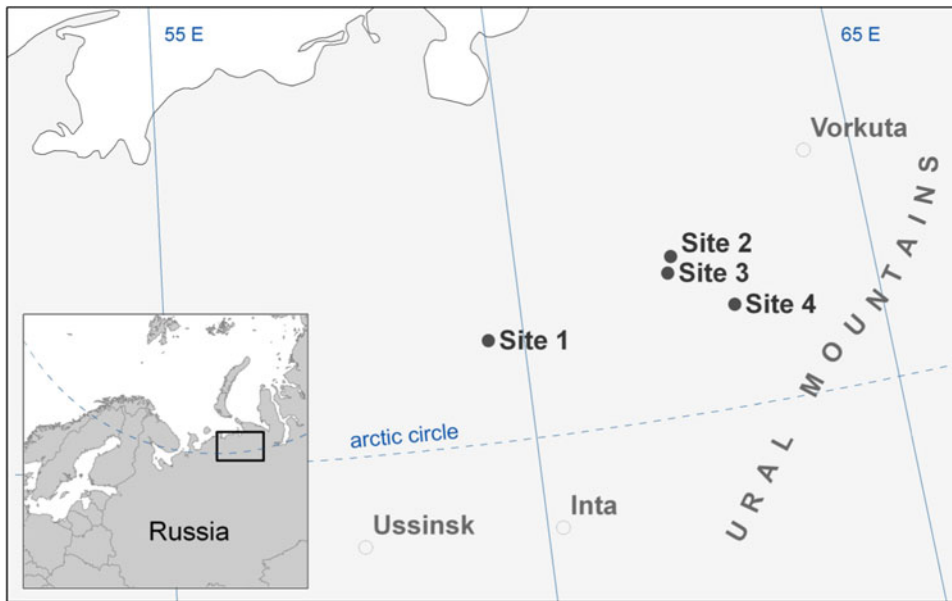 55 E
65 E
Vorkuta
Site 2
Site 3
Site 4
Site 1
arctic circle
URAL MOUNTAINS
Inta
Ussinsk
Russia